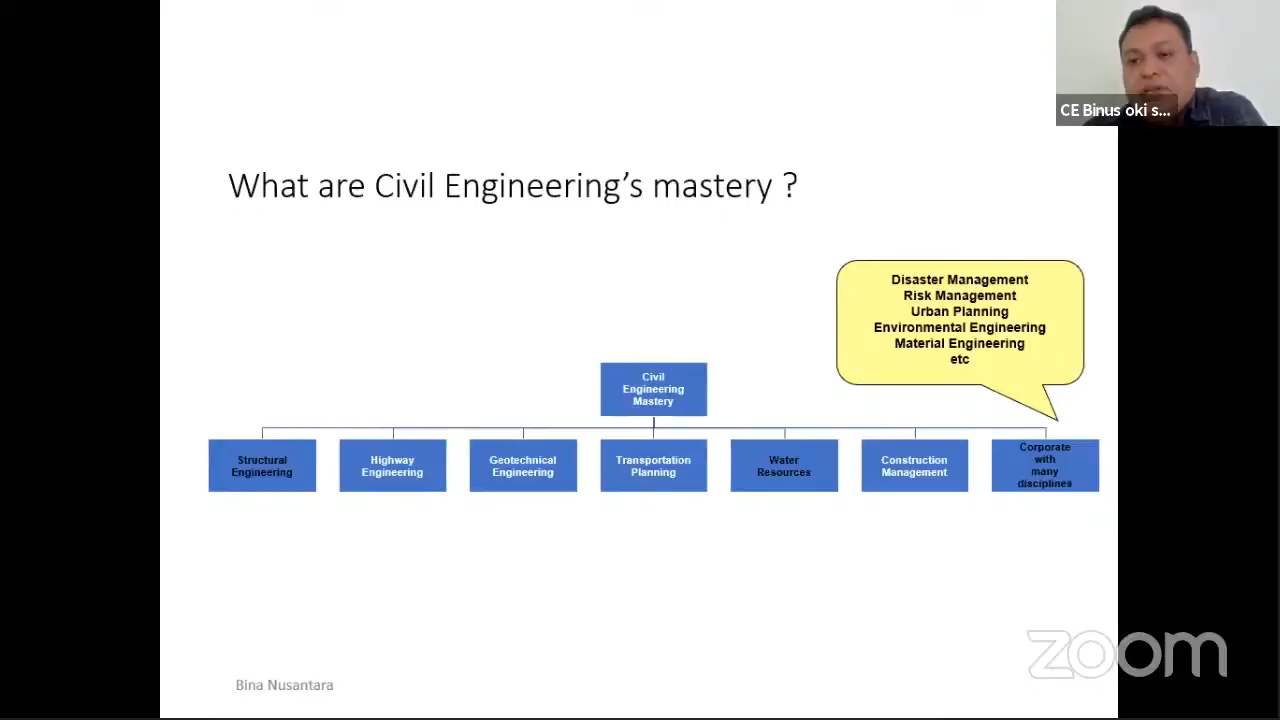 CE Binus oki s...
What are Civil Engineering's mastery ?
Disaster Management
Risk Management
Urban Planning
Environmental Engineering
Material Engineering
etc
Civil
Engineering
Mastery
Structural
Engineering
Highway
Engineering
Geotechnical
Engineering
Transportation
Planning
Water
Resources
Construction
Management
Corporate
with
many
disciplines
Bina Nusantara
zoom